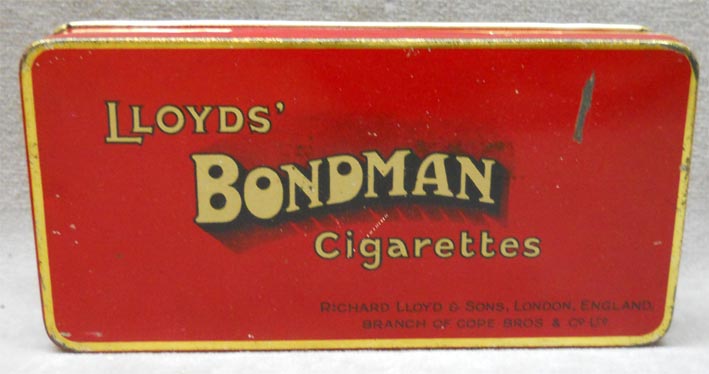 LLOYDS'
BONDMAN
Cigarettes
RICHARD LLOYD & SONS, LONDON, ENGLAND,
BRANCH OF COPE BROS & Co LTD